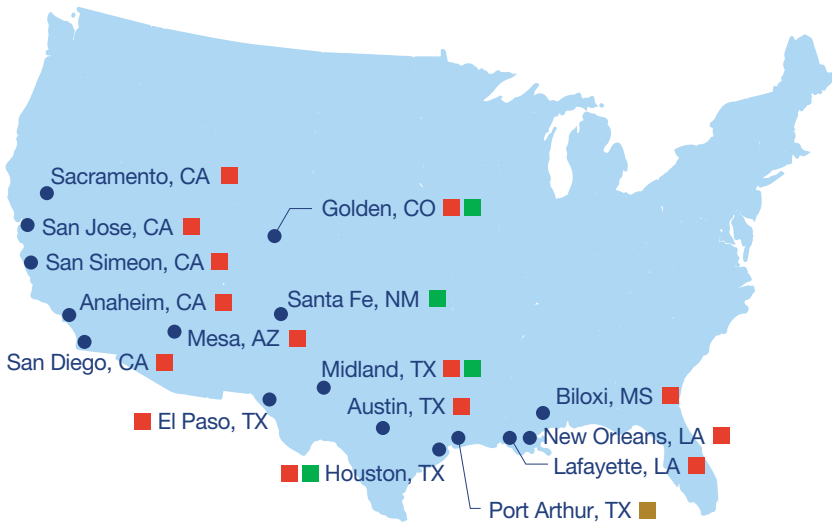 Sacramento, CA
Golden, CO
San Jose, CA
San Simeon, CA
Anaheim, CA
Santa Fe, NM
Mesa, AZ
San Diego, CA
Midland, TX
Biloxi, MS
Austin, TX
El Paso, TX
New Orleans, LA
Lafayette, LA
Houston, TX
Port Arthur, TX